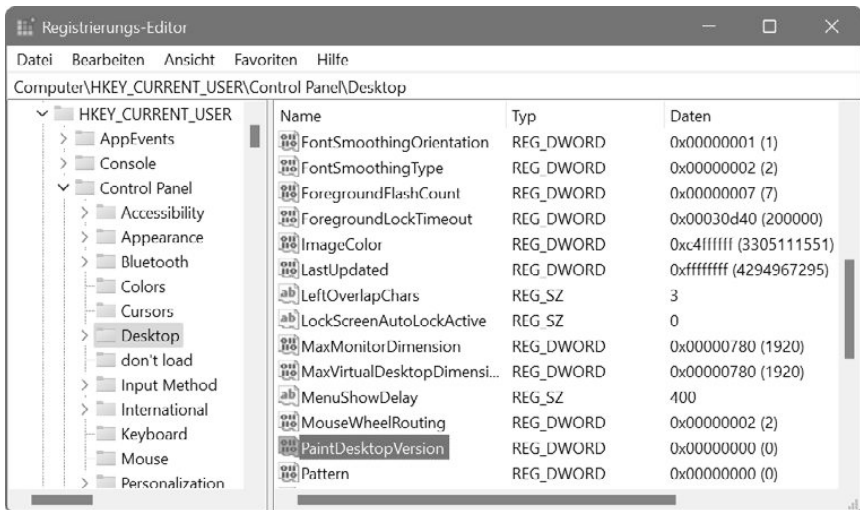 Registrierungs-Editor
Datei Bearbeiten Ansicht Favoriten Hilfe
Computer\HKEY_CURRENT_USER\Control Panel\Desktop
HKEY_CURRENT_USER
AppEvents
Console
Control Panel
Accessibility
Appearance
Bluetooth
Colors
Cursors
Desktop
don't load
Input Method
International
Keyboard
Mouse
Personalization
Name Typ Daten
FontSmoothingOrientation REG_DWORD 0x00000001 (1)
FontSmoothingType REG_DWORD 0x00000002 (2)
ForegroundFlashCount REG_DWORD 0x00000007 (7)
ForegroundLockTimeout REG_DWORD 0x00030d40 (200000)
ImageColor REG_DWORD 0xc4ffffff (3305111551)
LastUpdated REG_DWORD 0xffffffff (4294967295)
LeftOverlapChars REG_SZ 3
LockScreenAutoLockActive REG_SZ 0
MaxMonitorDimension REG_DWORD 0x00000780 (1920)
MaxVirtualDesktopDimensi... REG_DWORD 0x00000780 (1920)
MenuShowDelay REG_SZ 400
MouseWheelRouting REG_DWORD 0x00000002 (2)
PaintDesktopVersion REG_DWORD 0x00000000 (0)
Pattern REG_DWORD 0x00000000 (0)